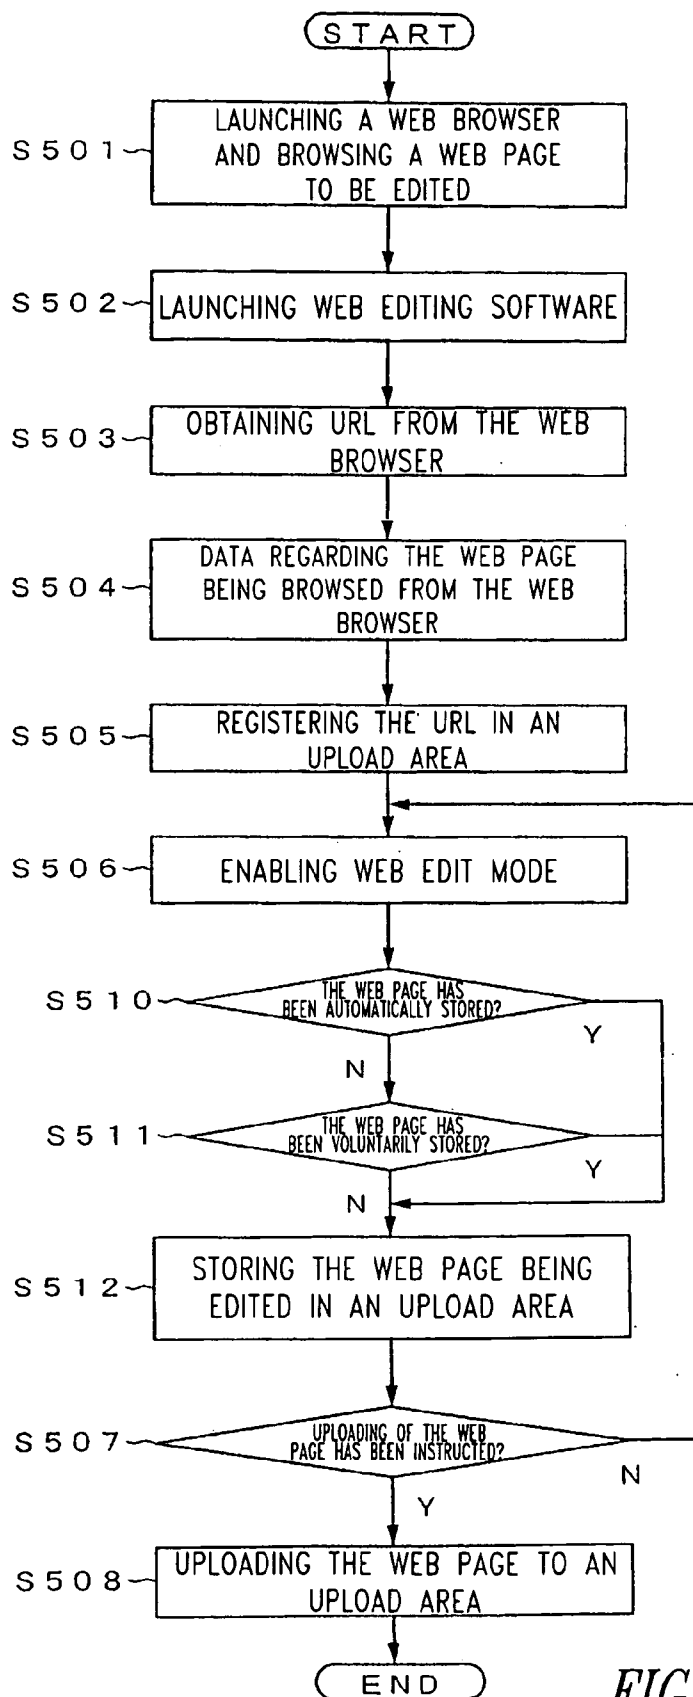 START
S501
LAUNCHING A WEB BROWSER
AND BROWSING A WEB PAGE
TO BE EDITED
S502
LAUNCHING WEB EDITING SOFTWARE
S503
OBTAINING URL FROM THE WEB
BROWSER
S504
DATA REGARDING THE WEB PAGE
BEING BROWSED FROM THE WEB
BROWSER
S505
REGISTERING THE URL IN AN
UPLOAD AREA
S506
ENABLING WEB EDIT MODE
S510
THE WEB PAGE HAS
BEEN AUTOMATICALLY STORED?
Y
N
S511
THE WEB PAGE HAS
BEEN VOLUNTARILY STORED?
Y
N
S512
STORING THE WEB PAGE BEING
EDITED IN AN UPLOAD AREA
S507
UPLOADING OF THE WEB
PAGE HAS BEEN INSTRUCTED?
N
Y
S508
UPLOADING THE WEB PAGE TO AN
UPLOAD AREA
END
FIG